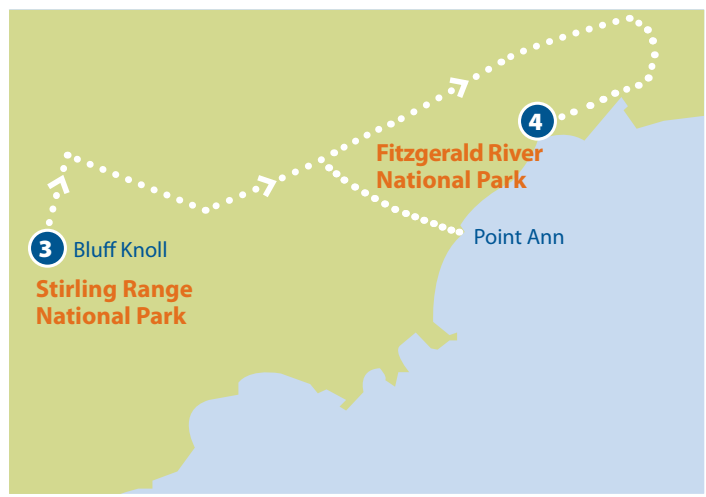 4
Fitzgerald River
National Park
Point Ann
3 Bluff Knoll
Stirling Range
National Park